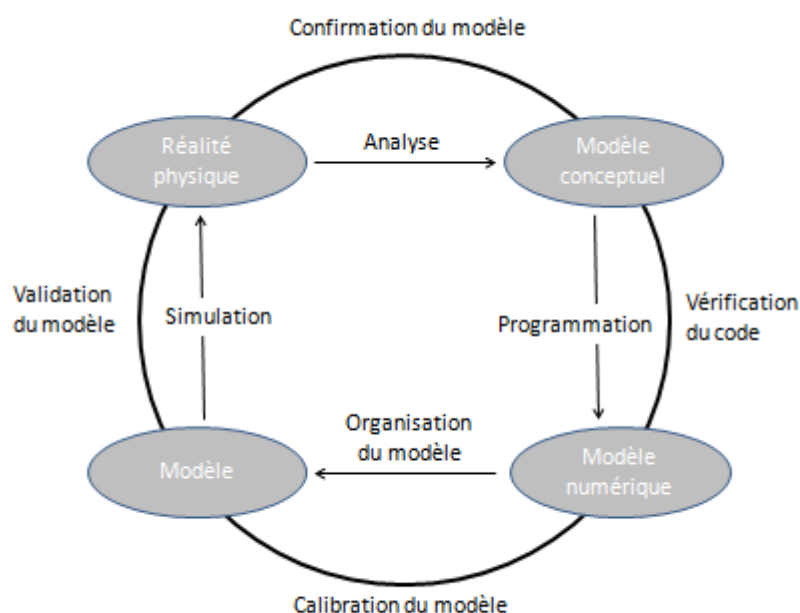 Confirmation du modèle
Réalité
physique
Analyse
Modèle
conceptuel
Validation
du modèle
Simulation
Programmation
Vérification
du code
Organisation
du modèle
Modèle
Modèle
numérique
Calibration du modèle